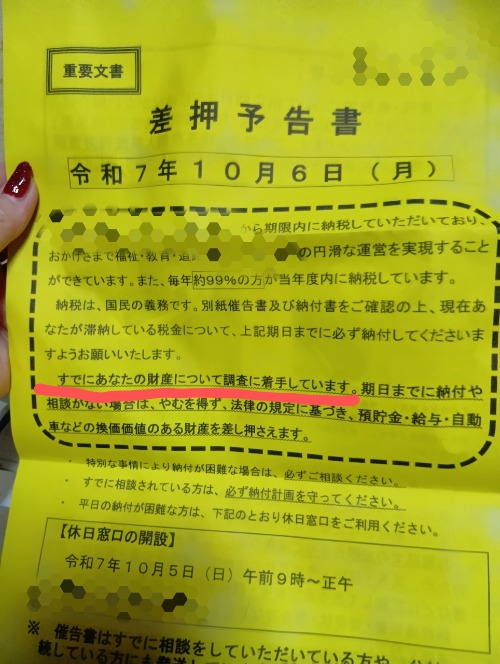 重要文書
差押予告書
令和7年10月6日（月）
から期限内に納税していただいており、
おかげさまで福祉・教育・道 の円滑な運営を実現すること
ができています。また、毎年約99％の方が当年度内に納税しています。
納税は、国民の義務です。別紙催告書及び納付書をご確認の上、現在あ
なたが滞納している税金について、上記期日までに必ず納付してくださいま
すようお願いいたします。
すでにあなたの財産について調査に着手しています。期日までに納付や
相談がない場合は、やむを得ず、法律の規定に基づき、預貯金・給与・自動
車などの換価価値のある財産を差し押さえます。
・ 特別な事情により納付が困難な場合は、必ずご相談ください。
・ すでに相談されている方は、必ず納付計画を守ってください。
・ 平日の納付が困難な方は、下記のとおり休日窓口をご利用ください。
【休日窓口の開設】
令和7年10月5日（日）午前9時～正午
※ 催告書はすでに相談をしていただいている方や、
続している方にも